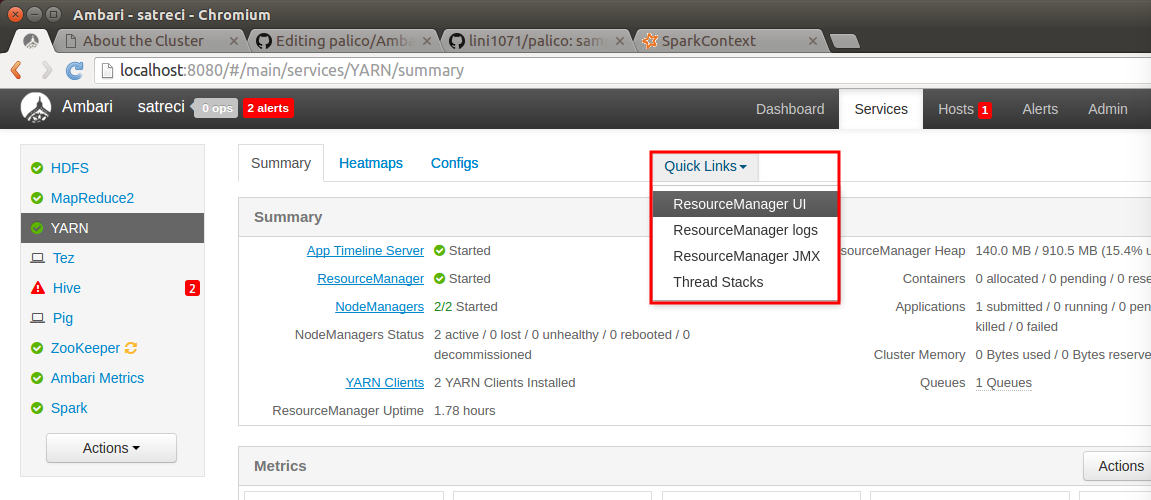 Ambari - satreci - Chromium
About the Cluster
Editing palico/Amba
lini1071/palico: sam
SparkContext
localhost:8080/#/main/services/YARN/summary
Ambari satreci 0 ops 2 alerts Dashboard Services Hosts 1 Alerts Admin
HDFS
MapReduce2
YARN
Tez
Hive 2
Pig
ZooKeeper
Ambari Metrics
Spark
Actions
Summary Heatmaps Configs Quick Links
ResourceManager UI
ResourceManager logs
ResourceManager JMX
Thread Stacks
Summary
App Timeline Server Started
ResourceManager Started
NodeManagers 2/2 Started
NodeManagers Status 2 active / 0 lost / 0 unhealthy / 0 rebooted / 0
decommissioned
YARN Clients 2 YARN Clients Installed
ResourceManager Uptime 1.78 hours
sourceManager Heap 140.0 MB / 910.5 MB (15.4% u
Containers 0 allocated / 0 pending / 0 rese
Applications 1 submitted / 0 running / 0 pen
killed / 0 failed
Cluster Memory 0 Bytes used / 0 Bytes reserve
Queues 1 Queues
Metrics Actions